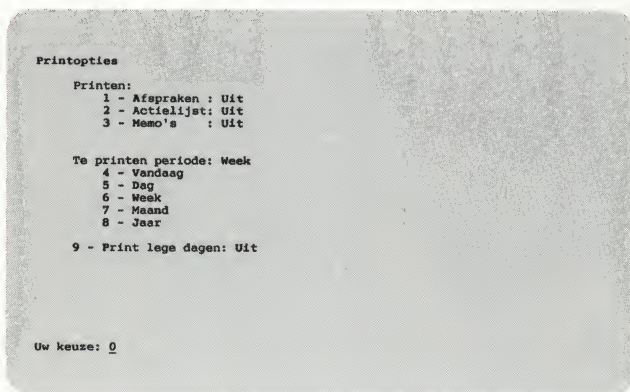 Printopties
Printen:
1 - Afspraken : Uit
2 - Actielijst: Uit
3 - Memo's : Uit
Te printen periode: Week
4 - Vandaag
5 - Dag
6 - Week
7 - Maand
8 - Jaar
9 - Print lege dagen: Uit
Uw keuze: 0